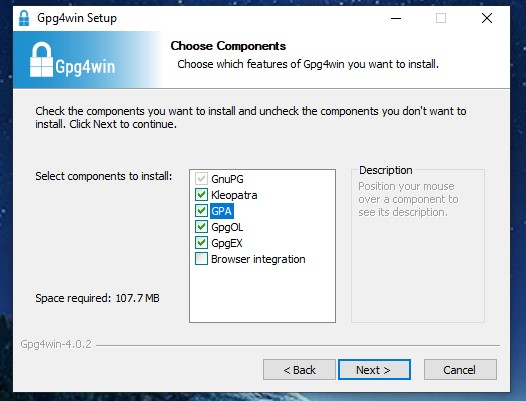 Gpg4win Setup
Gpg4win
Choose Components
Choose which features of Gpg4win you want to install.
Check the components you want to install and uncheck the components you don't want to
install. Click Next to continue.
Select components to install:
GnuPG
Kleopatra
GPA
GpgOL
GpgEX
Browser integration
Description
Position your mouse
over a component to
see its description.
Space required: 107.7 MB
Gpg4win-4.0.2
< Back
Next >
Cancel